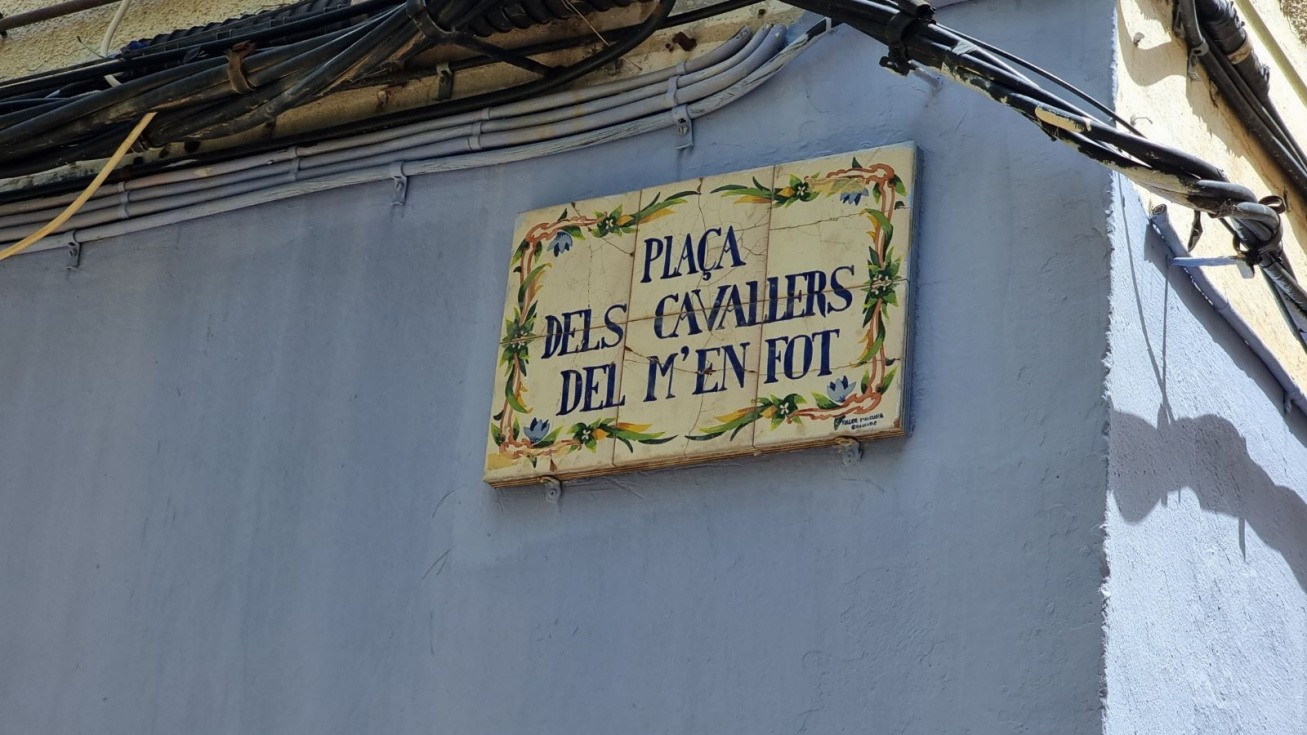 PLAÇA
DELS CAVALLERS
DEL M'EN FOT